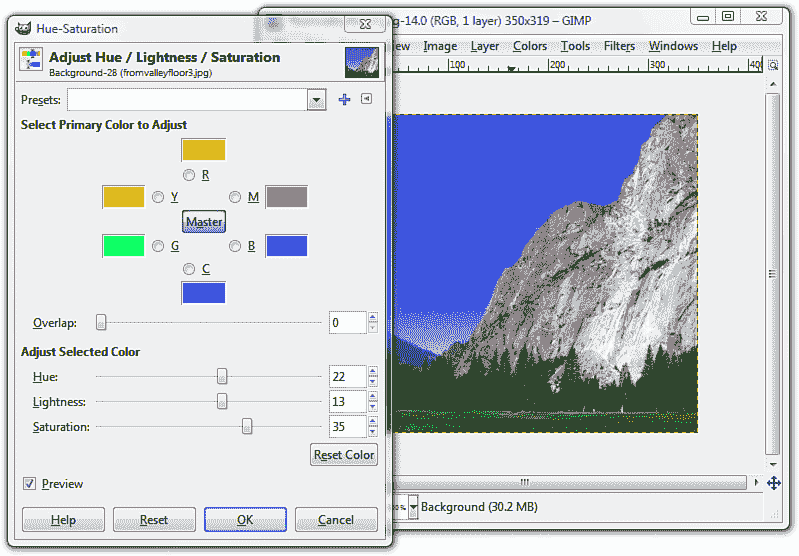 Hue-Saturation
Adjust Hue / Lightness / Saturation
Background-28 (fromvalleyfloor3.jpg)
Presets:
Select Primary Color to Adjust
R
Y
M
Master
G
B
C
Overlap: 0
Adjust Selected Color
Hue: 22
Lightness: 13
Saturation: 35
Reset Color
Preview
Help Reset OK Cancel
g-14.0 (RGB, 1 layer) 350x319 – GIMP
Image Layer Colors Tools Filters Windows Help
100 200 300 400
Background (30.2 MB)